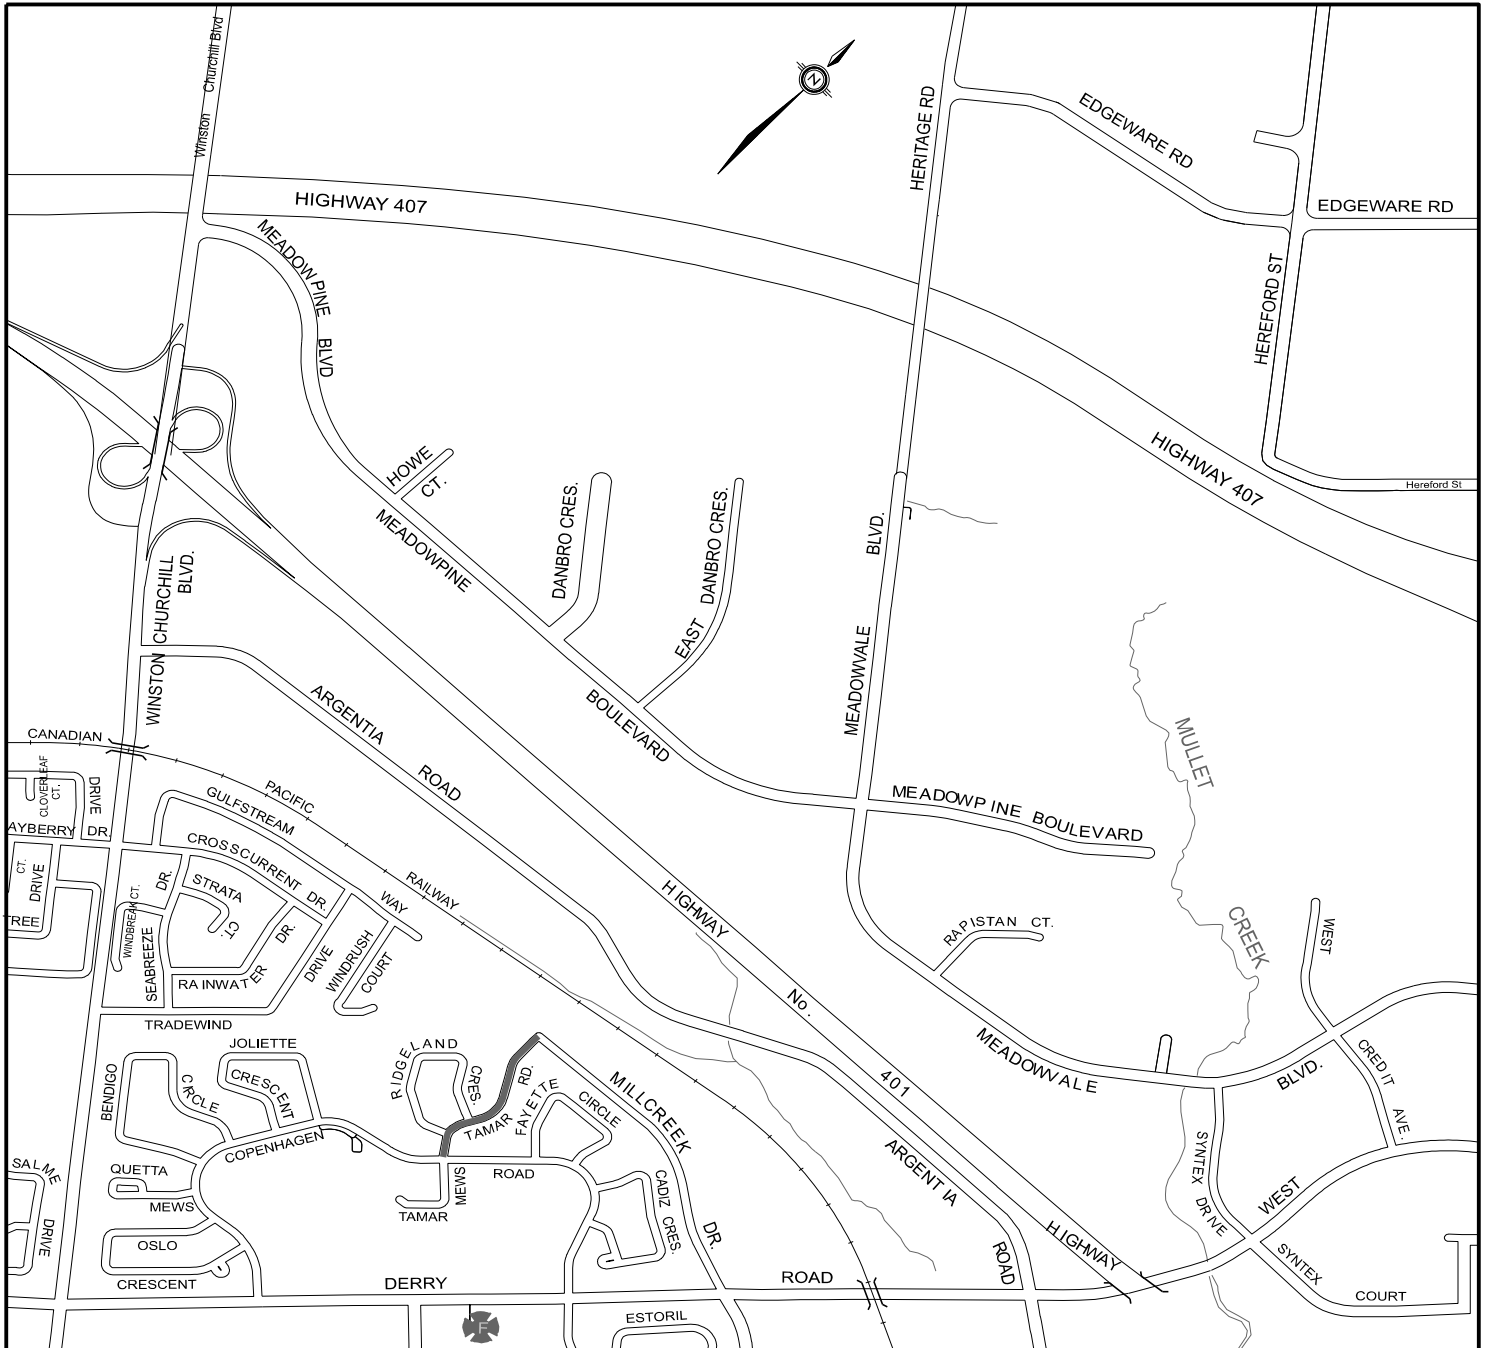 Winston Churchill Blvd
N
HERITAGE RD
EDGEWARE RD
EDGEWARE RD
HIGHWAY 407
MEADOWPINE BLVD
HEREFORD ST
HIGHWAY 407
Hereford St
HOWE
CT.
MEADOWPINE
DANBRO CRES.
EAST DANBRO CRES.
BLVD.
MEADOWVALE
WINSTON CHURCHILL
BLVD.
ARGENTIA
ROAD
BOULEVARD
MULLET
CREEK
CANADIAN
PACIFIC
RAILWAY
CLOVERLEAF
CT.
DRIVE
GULFSTREAM
WAY
MEADOWPINE BOULEVARD
AYBERRY DR.
CROSSCURRENT DR.
CT.
DRIVE
TREE
WINDBREAK CT.
DR.
SEABREEZE
STRATA
CT.
DR.
RAINWATER
DRIVE
WINDRUSH
COURT
TRADEWIND
HIGHWAY
No.
401
HIGHWAY
RAPISTAN CT.
WEST
MEADOWVALE
BLVD.
CREDIT
AVE.
BENDIGO
CIRCLE
JOLIETTE
CRESCENT
RIDGELAND
CRES.
TAMAR
RD.
FAYETTE
CIRCLE
MILLCREEK
DR.
COPENHAGEN
ROAD
MEWS
TAMAR
CADIZ
CRES.
ARGENTIA
ROAD
SYNTEX DRIVE
WEST
SALME
DRIVE
QUETTA
MEWS
OSLO
CRESCENT
DERRY
ROAD
SYNTEX
COURT
F
ESTORIL